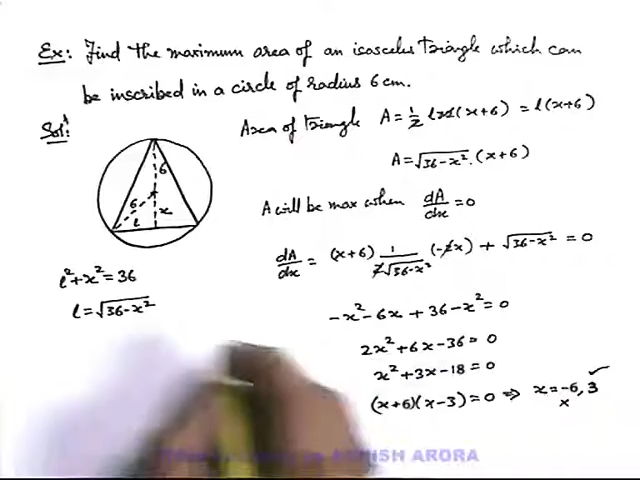 Ex: Find the maximum area of an isosceles triangle which can
be inscribed in a circle of radius 6 cm.
Sol!
Area of triangle A = 1/2 (2l)(x+6) = l(x+6)
A = √36-x² · (x+6)
A will be max when dA/dx = 0
dA/dx = (x+6) 1/2√36-x² (-2x) + √36-x² = 0
-x² - 6x + 36 - x² = 0
2x² + 6x - 36 = 0
x² + 3x - 18 = 0
(x+6)(x-3) = 0 ⇒ x = -6, 3 ✓
×
6
6
x
l
l² + x² = 36
l = √36-x²
ASHISH ARORA